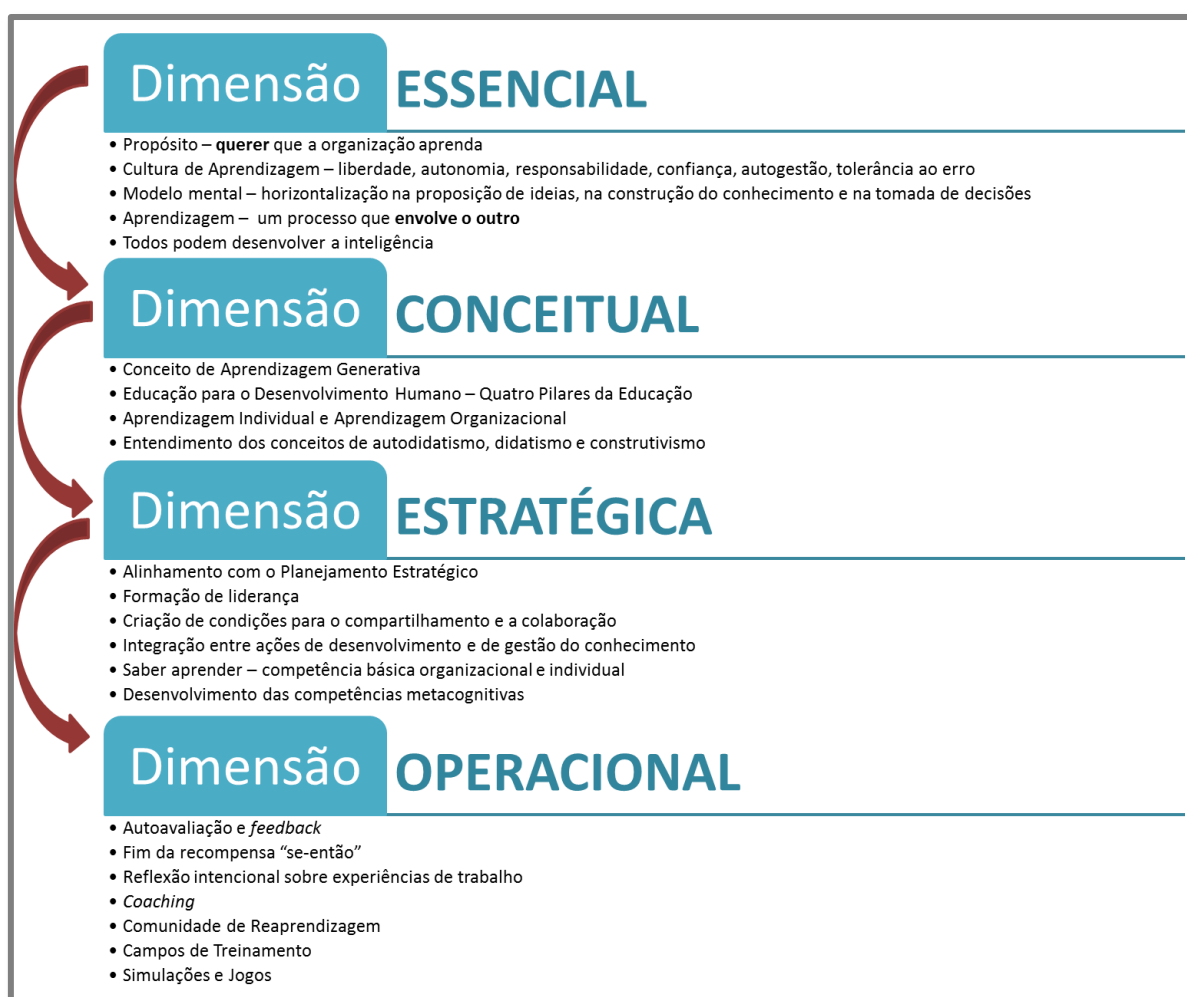 Dimensão ESSENCIAL
• Propósito – querer que a organização aprenda
• Cultura de Aprendizagem – liberdade, autonomia, responsabilidade, confiança, autogestão, tolerância ao erro
• Modelo mental – horizontalização na proposição de ideias, na construção do conhecimento e na tomada de decisões
• Aprendizagem – um processo que envolve o outro
• Todos podem desenvolver a inteligência
Dimensão CONCEITUAL
• Conceito de Aprendizagem Generativa
• Educação para o Desenvolvimento Humano – Quatro Pilares da Educação
• Aprendizagem Individual e Aprendizagem Organizacional
• Entendimento dos conceitos de autodidatismo, didatismo e construtivismo
Dimensão ESTRATÉGICA
• Alinhamento com o Planejamento Estratégico
• Formação de liderança
• Criação de condições para o compartilhamento e a colaboração
• Integração entre ações de desenvolvimento e de gestão do conhecimento
• Saber aprender – competência básica organizacional e individual
• Desenvolvimento das competências metacognitivas
Dimensão OPERACIONAL
• Autoavaliação e feedback
• Fim da recompensa “se-então”
• Reflexão intencional sobre experiências de trabalho
• Coaching
• Comunidade de Reaprendizagem
• Campos de Treinamento
• Simulações e Jogos